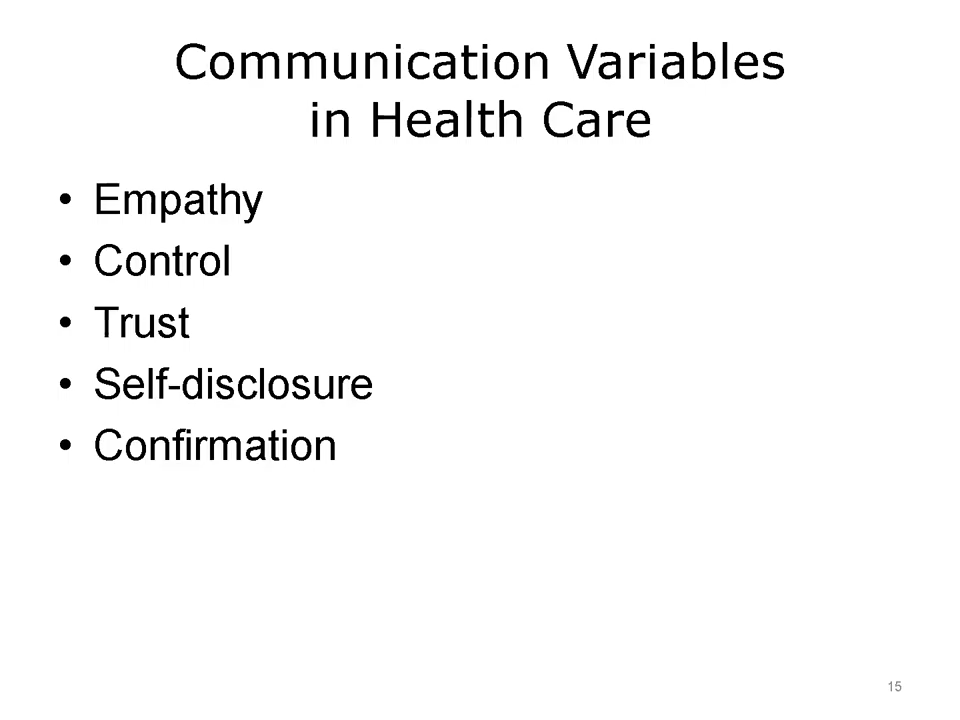 Communication Variables
in Health Care
• Empathy
• Control
• Trust
• Self-disclosure
• Confirmation
15